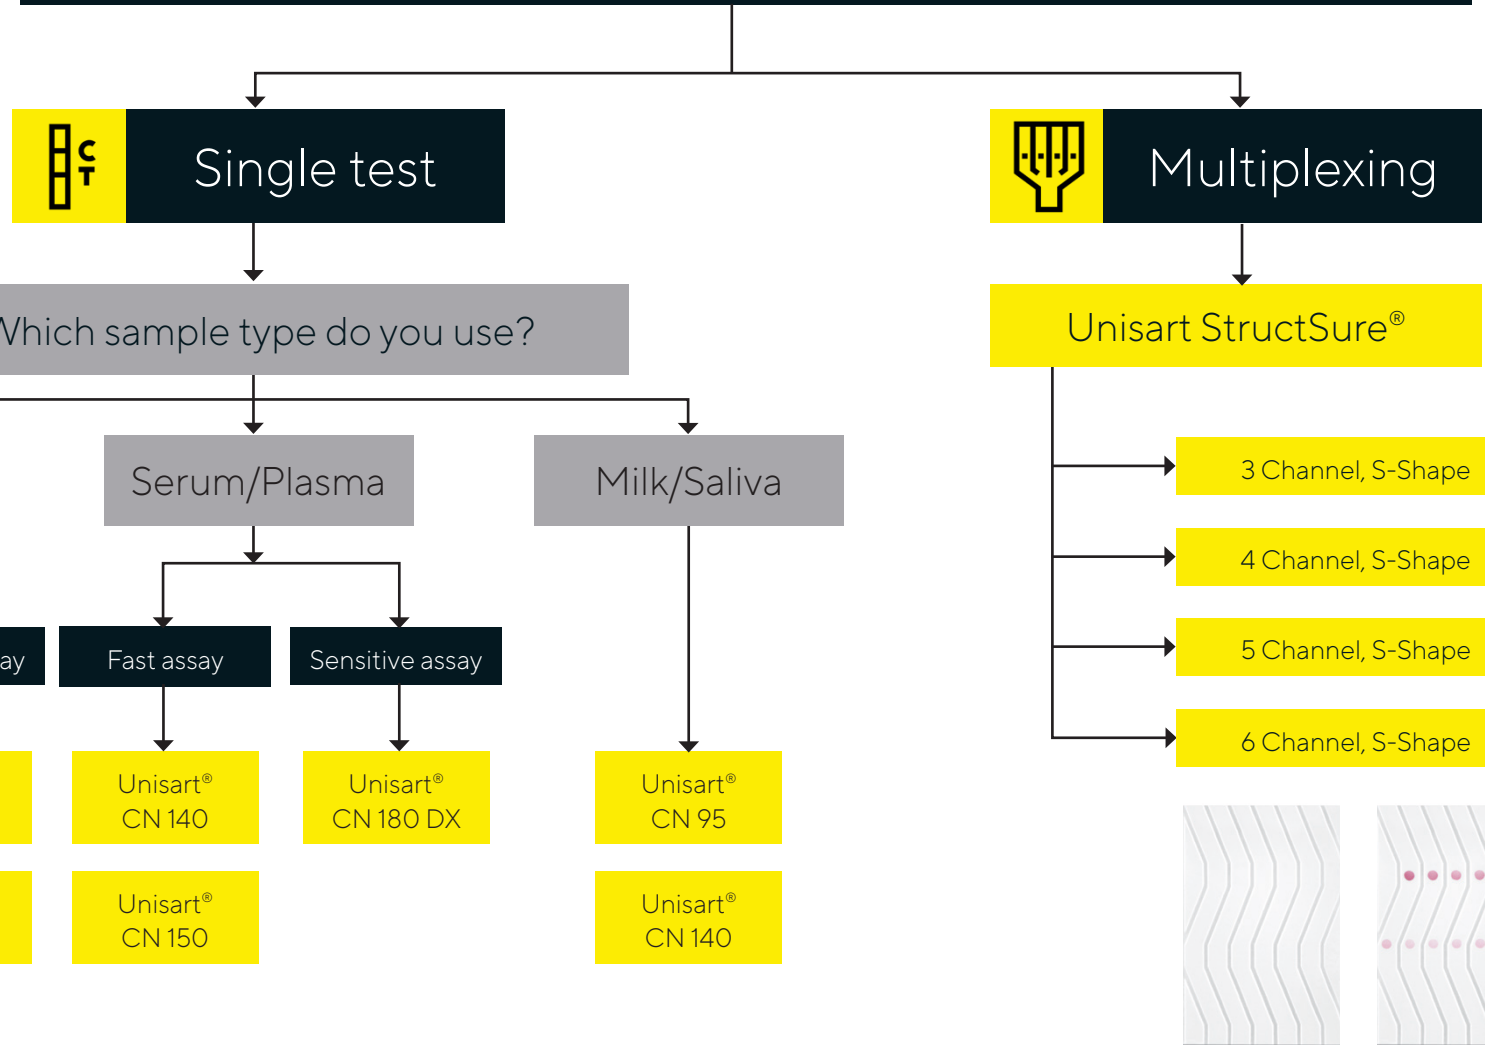 C
T
Single test
Multiplexing
Which sample type do you use?
Unisart StructSure®
Serum/Plasma
Milk/Saliva
3 Channel, S-Shape
4 Channel, S-Shape
5 Channel, S-Shape
6 Channel, S-Shape
ay
Fast assay
Sensitive assay
Unisart®
CN 140
Unisart®
CN 180 DX
Unisart®
CN 95
Unisart®
CN 150
Unisart®
CN 140